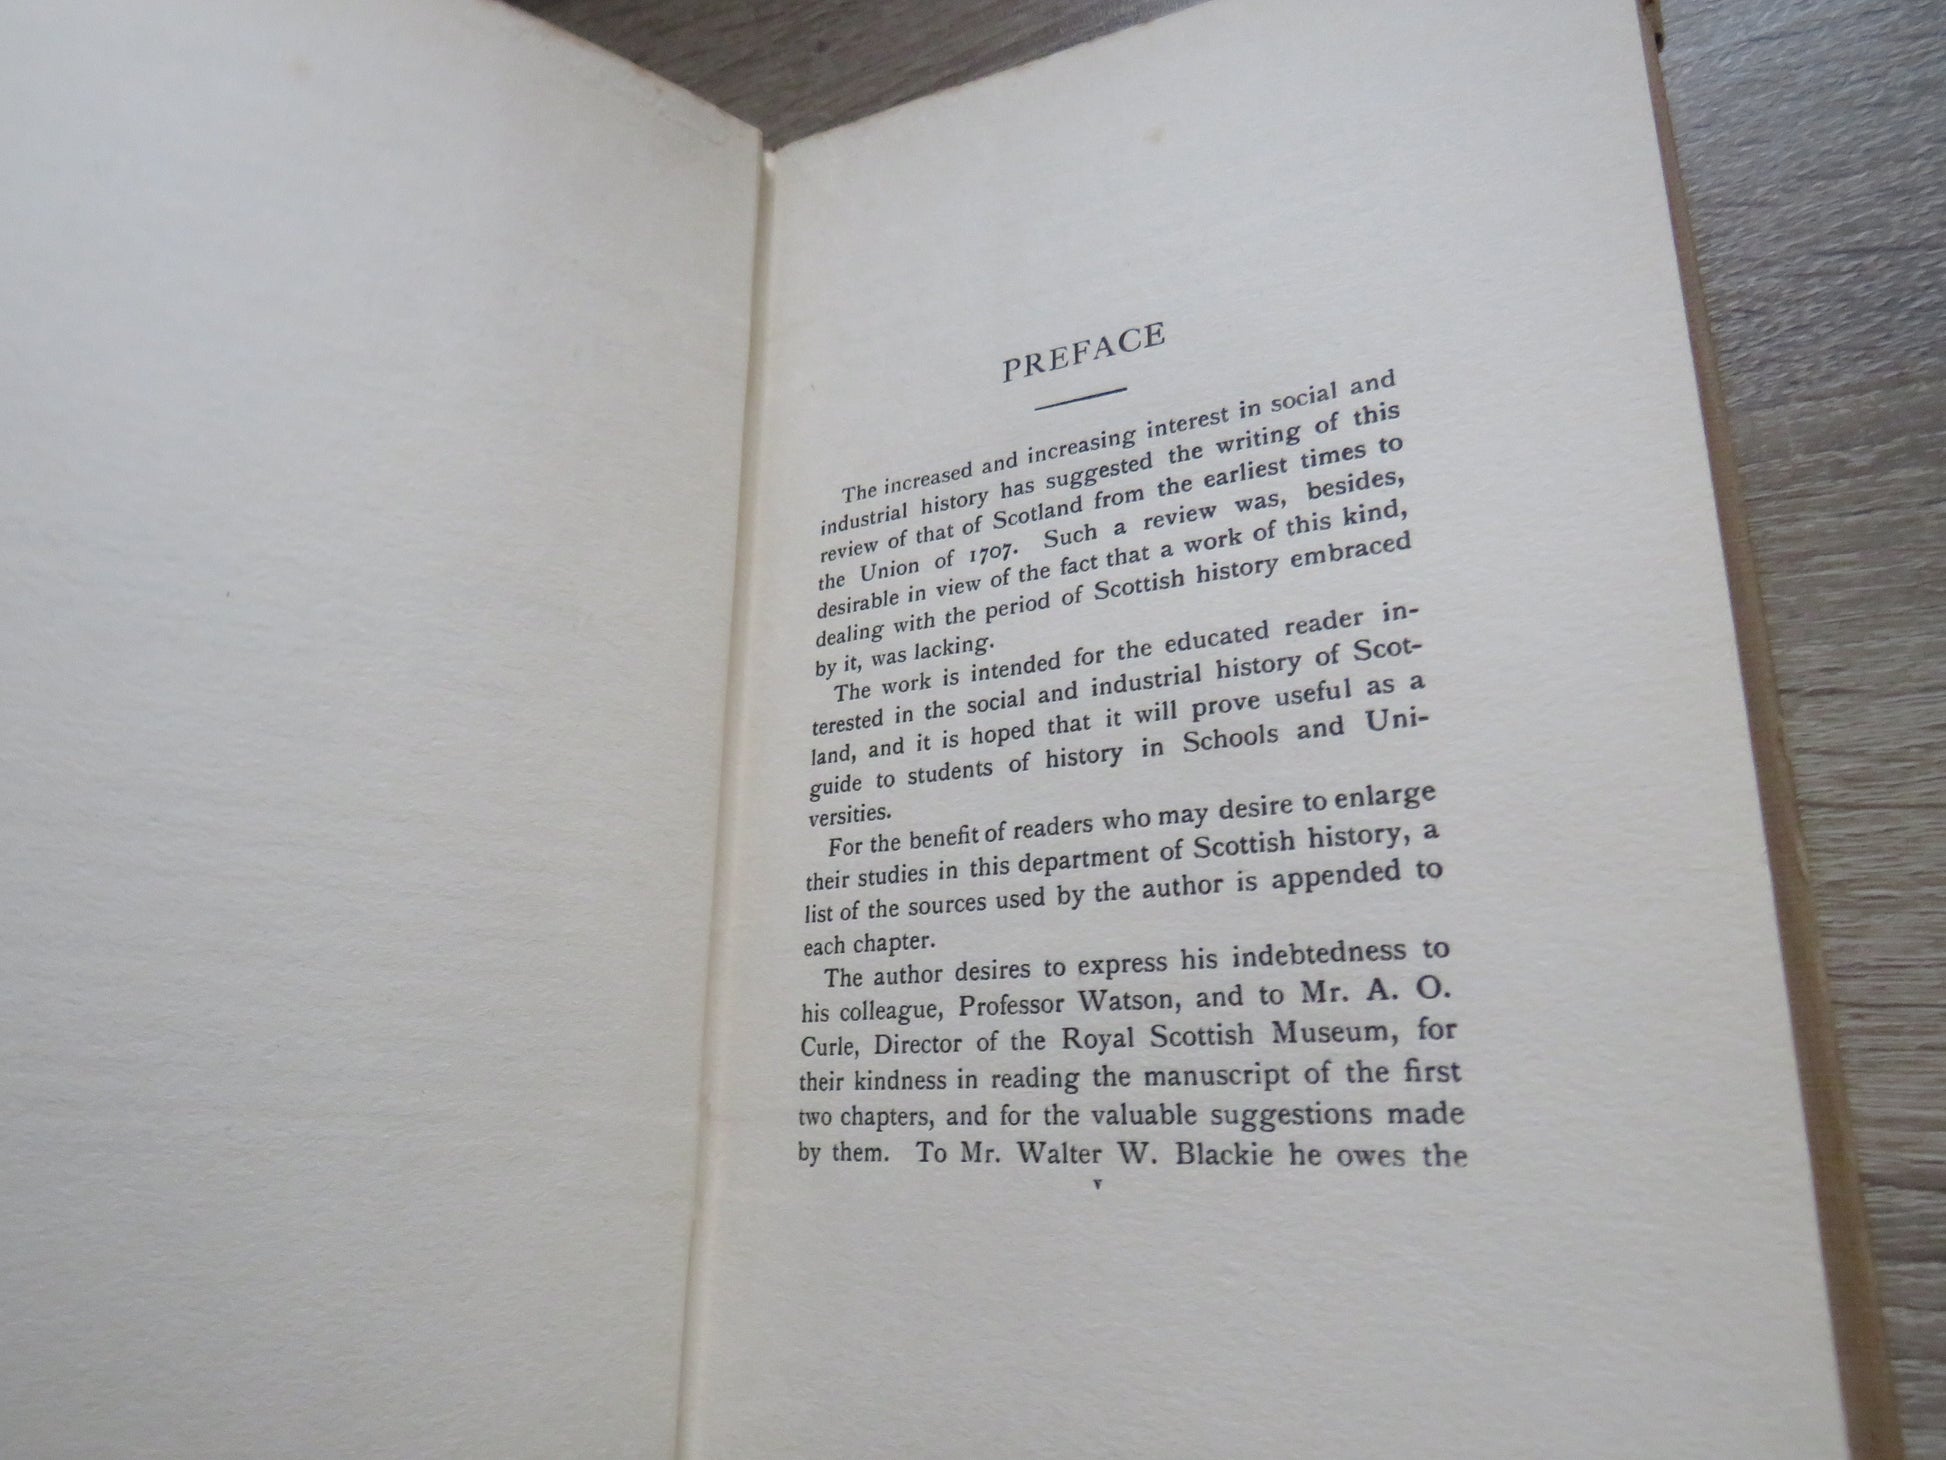 PREFACE
The increased and increasing interest in social and
industrial history has suggested the writing of this
review of that of Scotland from the earliest times to
the Union of 1707. Such a review was, besides,
desirable in view of the fact that a work of this kind,
dealing with the period of Scottish history embraced
by it, was lacking.
The work is intended for the educated reader in-
terested in the social and industrial history of Scot-
land, and it is hoped that it will prove useful as a
guide to students of history in Schools and Uni-
versities.
For the benefit of readers who may desire to enlarge
their studies in this department of Scottish history, a
list of the sources used by the author is appended to
each chapter.
The author desires to express his indebtedness to
his colleague, Professor Watson, and to Mr. A. O.
Curle, Director of the Royal Scottish Museum, for
their kindness in reading the manuscript of the first
two chapters, and for the valuable suggestions made
by them. To Mr. Walter W. Blackie he owes the
v